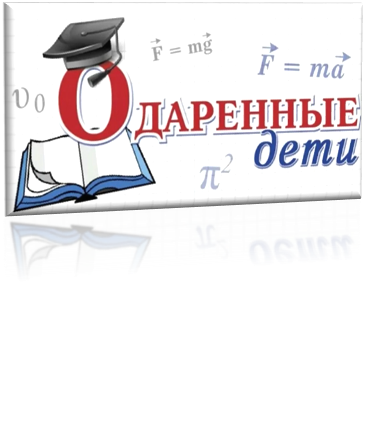 F⃗ = mg⃗
F⃗ = ma⃗
υ₀
ОДАРЕННЫЕ
дети
π²